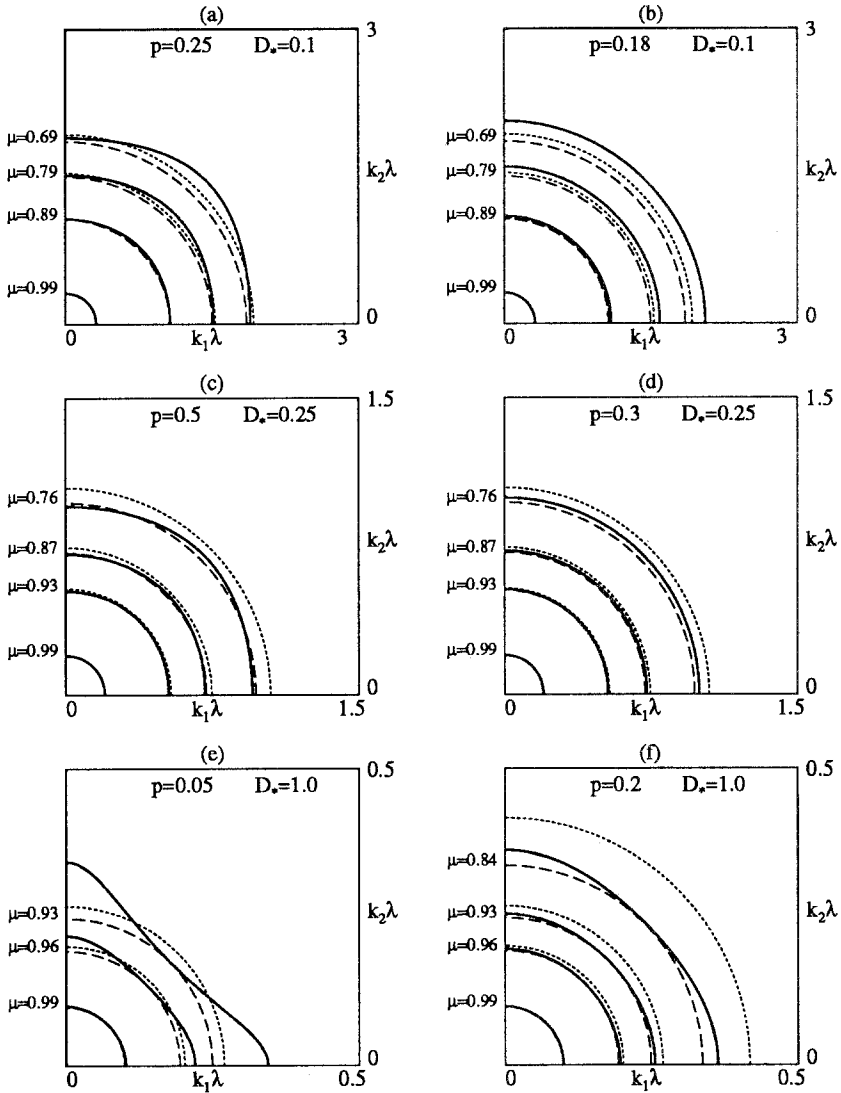 (a)
p=0.25 D*=0.1
3
μ=0.69
μ=0.79
k₂λ
μ=0.89
μ=0.99
0
0 k₁λ 3
(b)
p=0.18 D*=0.1
3
μ=0.69
μ=0.79
k₂λ
μ=0.89
μ=0.99
0
0 k₁λ 3
(c)
p=0.5 D*=0.25
1.5
μ=0.76
k₂λ
μ=0.87
μ=0.93
μ=0.99
0
0 k₁λ 1.5
(d)
p=0.3 D*=0.25
1.5
μ=0.76
k₂λ
μ=0.87
μ=0.93
μ=0.99
0
0 k₁λ 1.5
(e)
p=0.05 D*=1.0
0.5
μ=0.93
k₂λ
μ=0.96
μ=0.99
0
0 k₁λ 0.5
(f)
p=0.2 D*=1.0
0.5
μ=0.84
μ=0.93
k₂λ
μ=0.96
μ=0.99
0
0 k₁λ 0.5